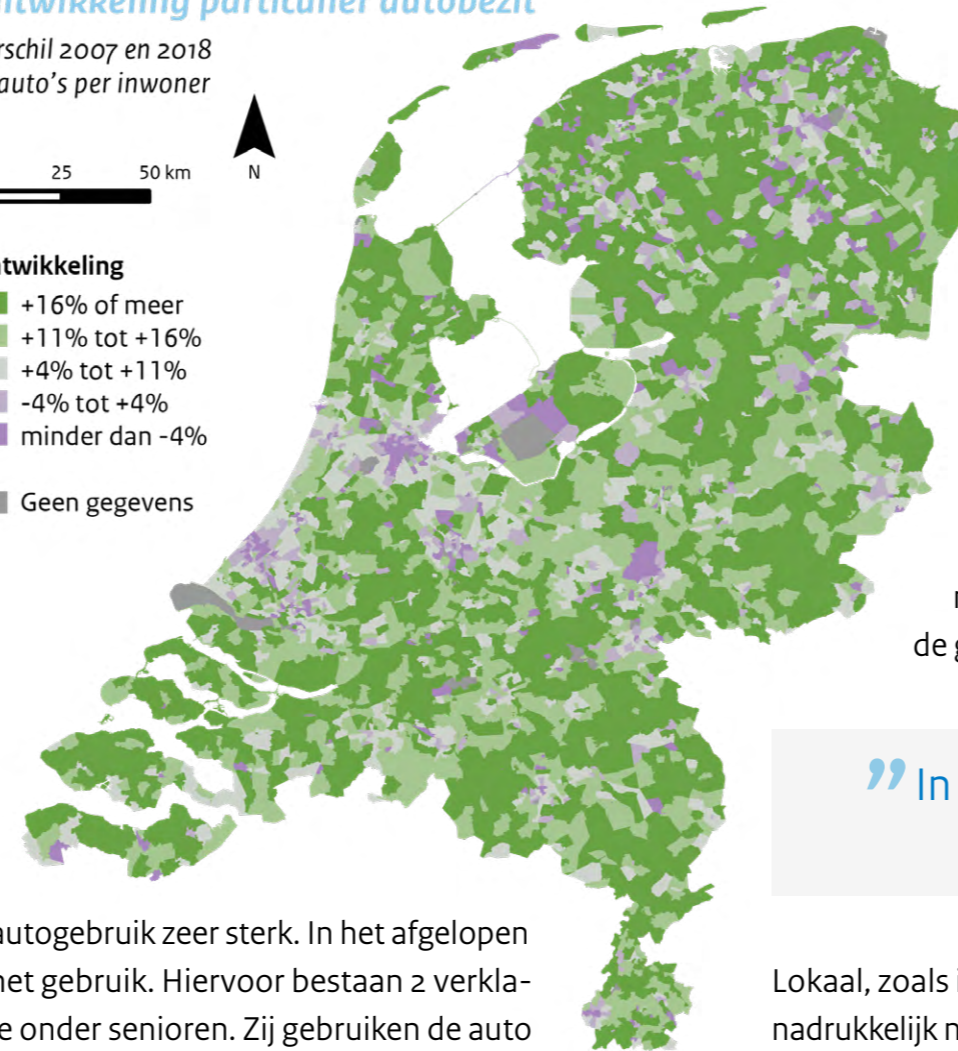 ntwikkeling particulier autobezit
rschil 2007 en 2018
auto's per inwoner
25 50 km
N
ntwikkeling
+16% of meer
+11% tot +16%
+4% tot +11%
-4% tot +4%
minder dan -4%
Geen gegevens
de g
” In
autogebruik zeer sterk. In het afgelopen
net gebruik. Hiervoor bestaan 2 verkla-
e onder senioren. Zij gebruiken de auto
Lokaal, zoals i
nadrukkelijk n